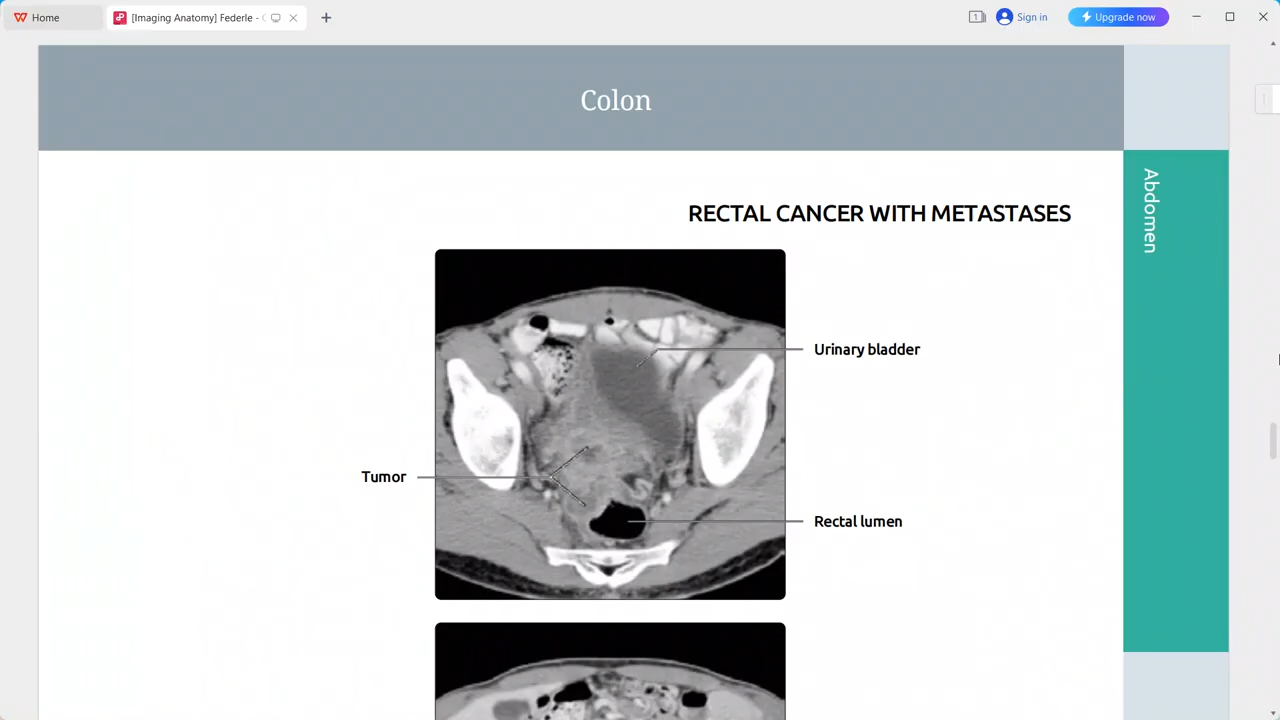 Home
[Imaging Anatomy] Federle -
1
Sign in
Upgrade now
Colon
Abdomen
RECTAL CANCER WITH METASTASES
Urinary bladder
Tumor
Rectal lumen